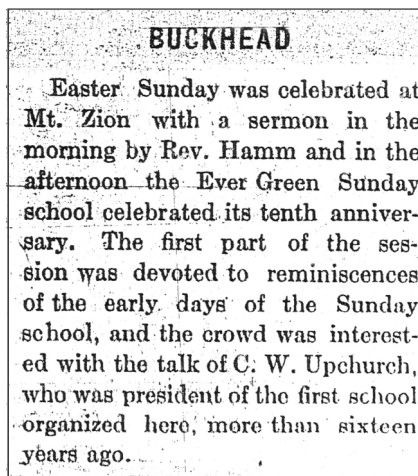 BUCKHEAD
Easter Sunday was celebrated at
Mt. Zion with a sermon in the
morning by Rev. Hamm and in the
afternoon the Ever Green Sunday
school celebrated its tenth anniver-
sary. The first part of the ses-
sion was devoted to reminiscences
of the early days of the Sunday
school, and the crowd was interest-
ed with the talk of C. W. Upchurch,
who was president of the first school
organized here, more than sixteen
years ago.